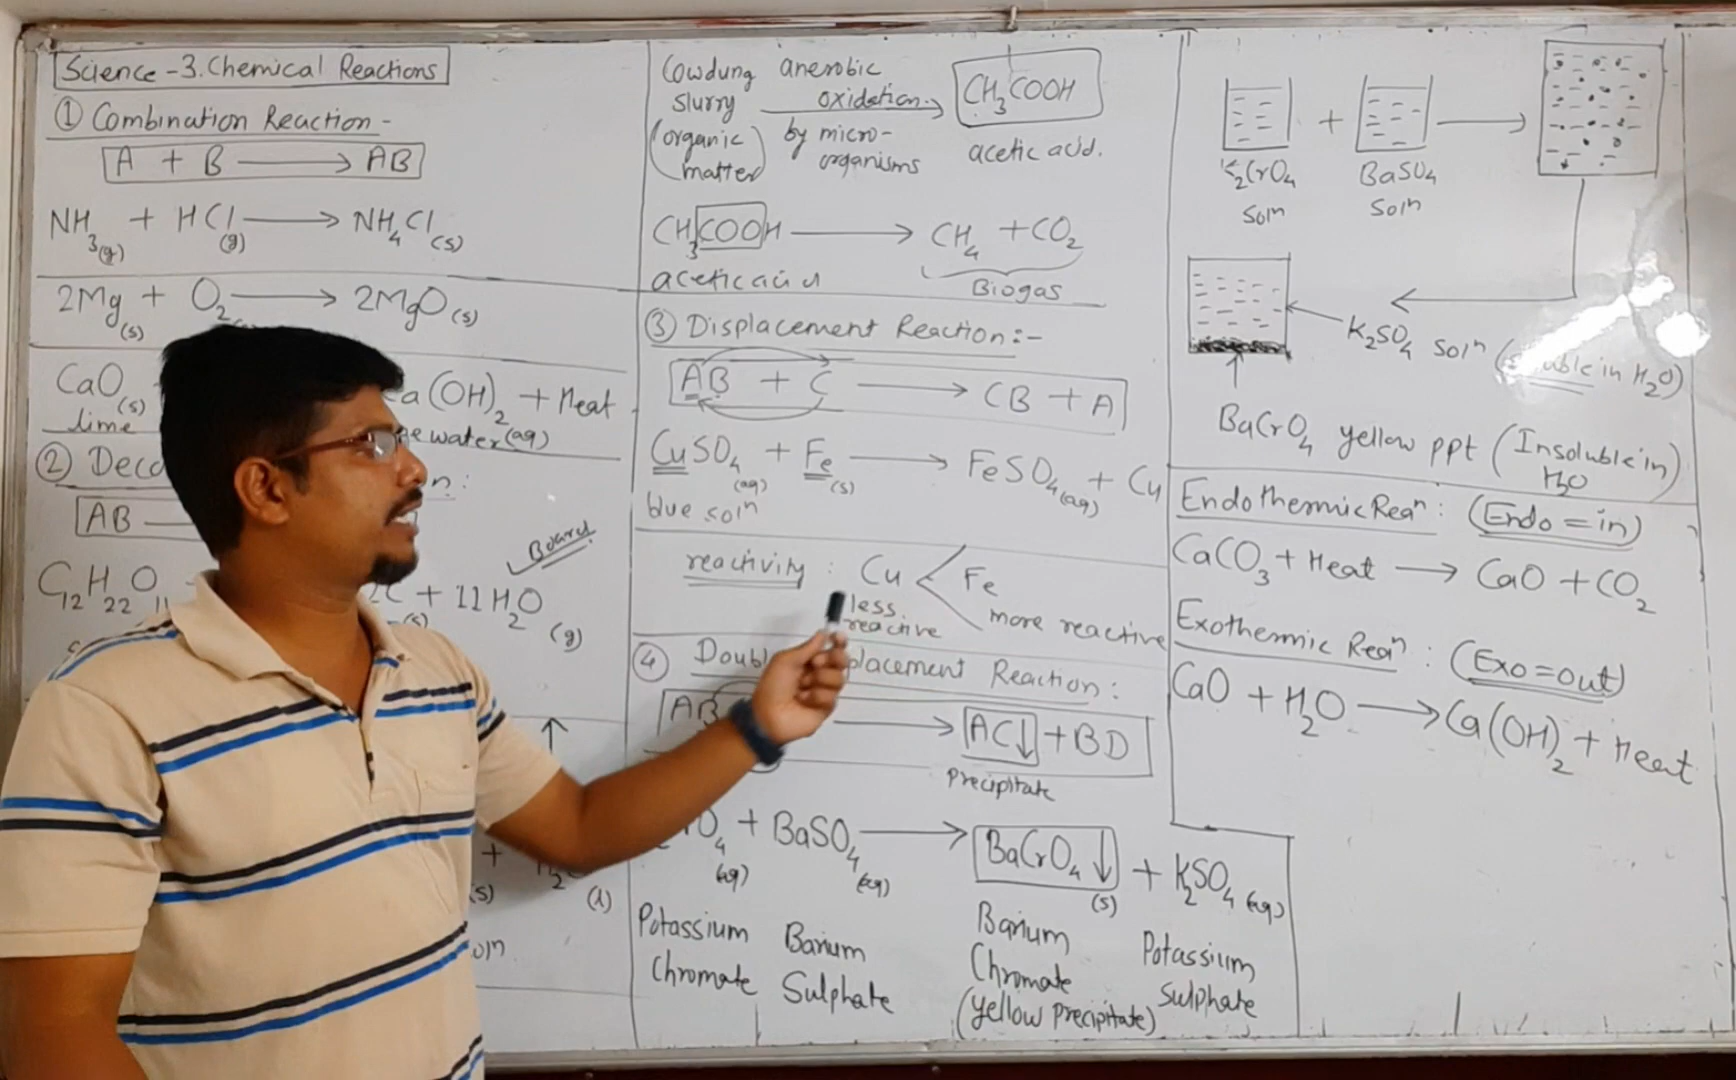 Science - 3. Chemical Reactions
① Combination Reaction -
A + B ⟶ AB
NH₃(g) + HCl(g) ⟶ NH₄Cl(s)
2Mg(s) + O₂ ⟶ 2MgO(s)
CaO(s) a(OH)₂ + Heat
lime water(aq)
② Deco n:
AB —
Board
C₁₂H₂₂O₁₁ + 11H₂O(g)
(s)
↑
+
(s) (l)
Cowdung anerobic
slurry oxidation ⟶ CH₃COOH
(organic matter) by micro-organisms acetic acid.
CH₃COOH ⟶ CH₄ + CO₂
acetic acid Biogas
③ Displacement Reaction:-
AB + C ⟶ CB + A
CuSO₄(aq) + Fe(s) ⟶ FeSO₄(aq) + Cu
blue solⁿ
reactivity : Cu < Fe
less reactive more reactive
④ Doubl placement Reaction:
AB ⟶ AC↓ + BD
Precipitate
O₄(aq) + BaSO₄(aq) ⟶ BaCrO₄↓(s) + K₂SO₄(aq)
Potassium Barium Barium Potassium
Chromate Sulphate Chromate Sulphate
(yellow precipitate)
+ ⟶
K₂CrO₄ BaSO₄
Solⁿ Solⁿ
K₂SO₄ Solⁿ (uble in H₂O)
BaCrO₄ yellow ppt (Insoluble in H₂O)
Endothermic Reaⁿ : (Endo = in)
CaCO₃ + Heat ⟶ CaO + CO₂
Exothermic Reaⁿ : (Exo = out)
CaO + H₂O ⟶ Ca(OH)₂ + Heat